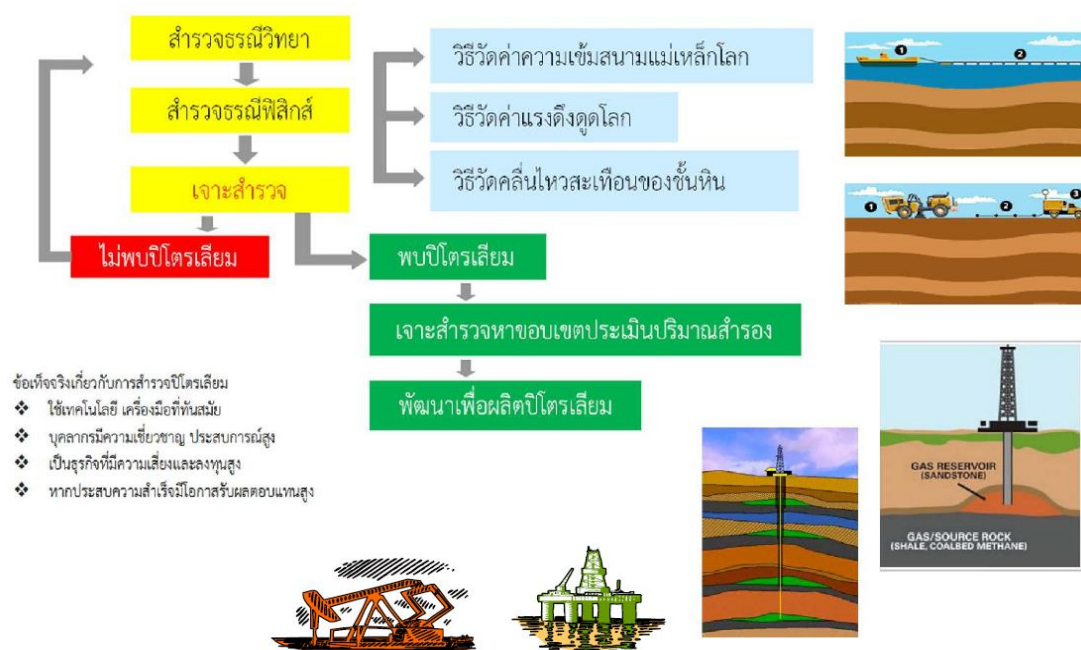 สำรวจธรณีวิทยา
สำรวจธรณีฟิสิกส์
เจาะสำรวจ
ไม่พบปิโตรเลียม
วิธีวัดค่าความเข้มสนามแม่เหล็กโลก
วิธีวัดค่าแรงดึงดูดโลก
วิธีวัดคลื่นไหวสะเทือนของชั้นหิน
พบปิโตรเลียม
เจาะสำรวจหาขอบเขตประเมินปริมาณสำรอง
พัฒนาเพื่อผลิตปิโตรเลียม
ข้อเท็จจริงเกี่ยวกับการสำรวจปิโตรเลียม
❖ ใช้เทคโนโลยี เครื่องมือที่ทันสมัย
❖ บุคลากรมีความเชี่ยวชาญ ประสบการณ์สูง
❖ เป็นธุรกิจที่มีความเสี่ยงและลงทุนสูง
❖ หากประสบความสำเร็จมีโอกาสรับผลตอบแทนสูง
1 2
1 2 3
GAS RESERVOIR
(SANDSTONE)
GAS/SOURCE ROCK
(SHALE, COALBED METHANE)